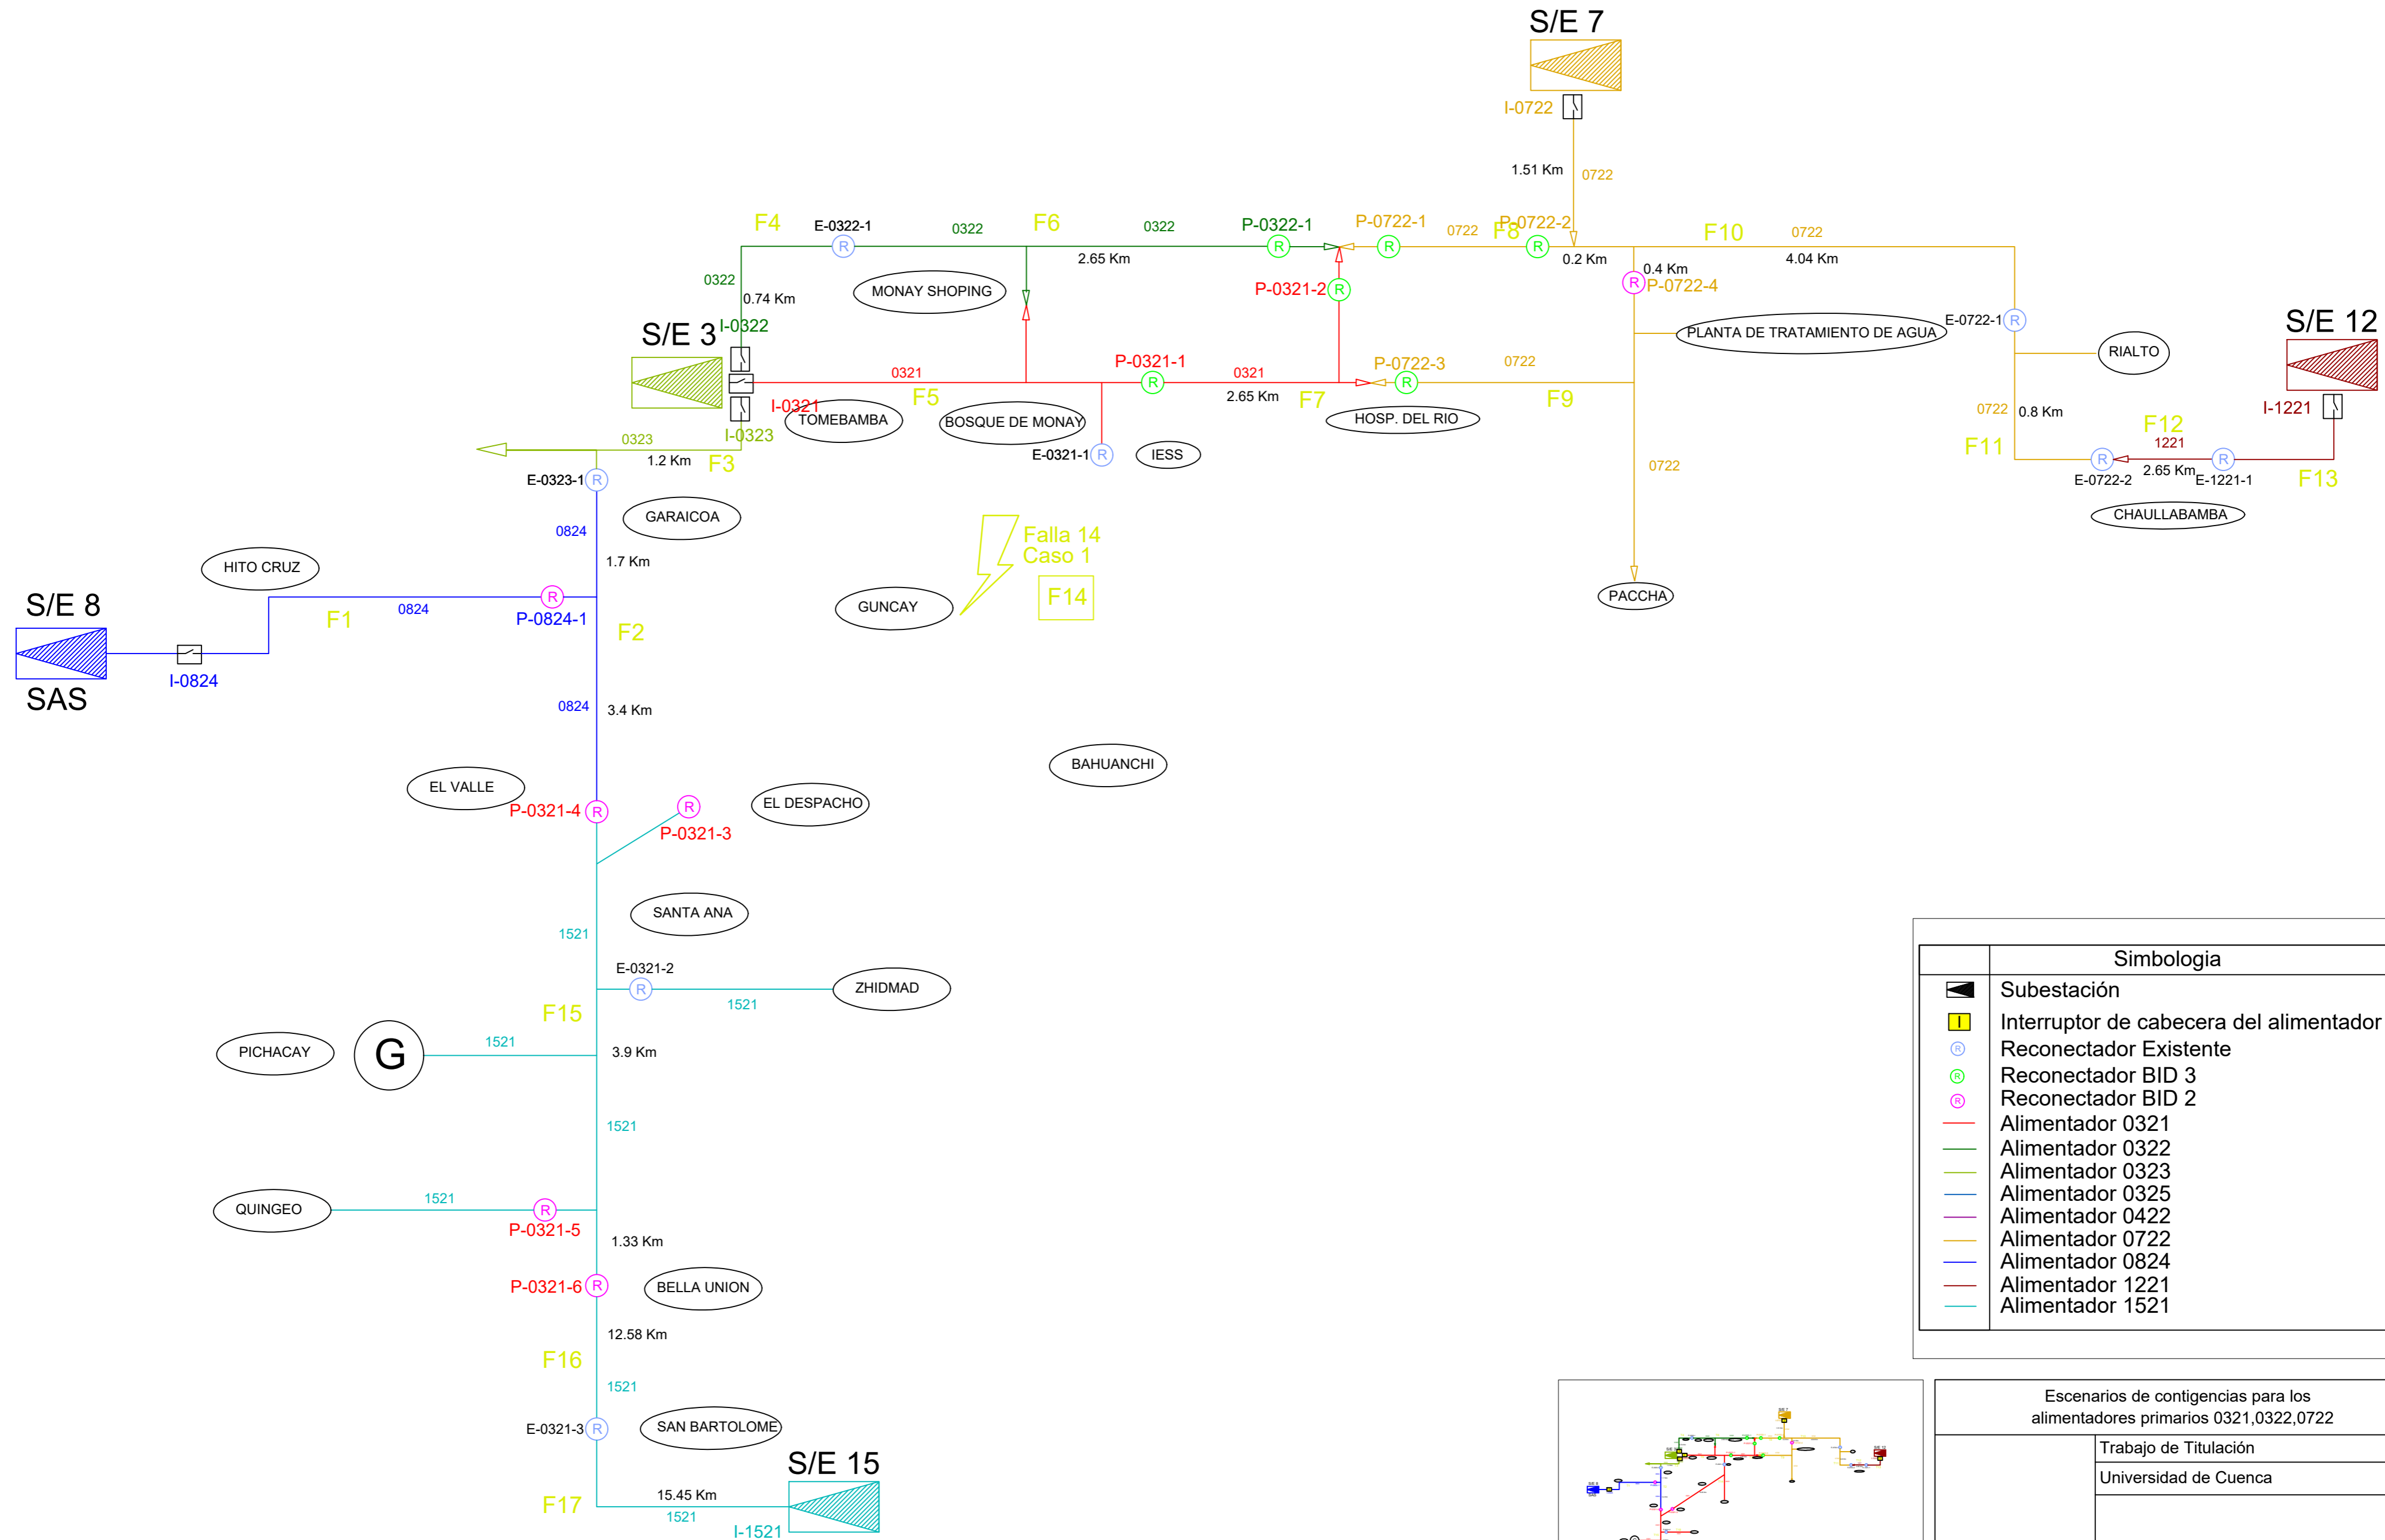 S/E 7
I-0722
1.51 Km
0722
F4
E-0322-1
0322
F6
0322
P-0322-1
P-0722-1
0722
F8
P-0722-2
F10
0722
R
R
R
R
2.65 Km
0.2 Km
0.4 Km
4.04 Km
0322
0.74 Km
MONAY SHOPING
P-0321-2
R
R
P-0722-4
S/E 3
I-0322
PLANTA DE TRATAMIENTO DE AGUA
E-0722-1
R
S/E 12
RIALTO
0321
P-0321-1
0321
P-0722-3
0722
R
R
I-0321
F5
2.65 Km
F7
F9
0722
0.8 Km
I-1221
TOMEBAMBA
BOSQUE DE MONAY
HOSP. DEL RIO
I-0323
0323
1.2 Km
F3
E-0321-1
R
IESS
0722
F11
F12
1221
R
R
2.65 Km
E-0722-2
E-1221-1
F13
E-0323-1
R
GARAICOA
CHAULLABAMBA
0824
1.7 Km
Falla 14
Caso 1
F14
HITO CRUZ
GUNCAY
PACCHA
S/E 8
F1
0824
R
P-0824-1
F2
I-0824
SAS
0824
3.4 Km
BAHUANCHI
EL VALLE
P-0321-4
R
R
P-0321-3
EL DESPACHO
SANTA ANA
1521
E-0321-2
R
1521
ZHIDMAD
F15
PICHACAY
G
1521
3.9 Km
1521
QUINGEO
1521
R
P-0321-5
1.33 Km
P-0321-6
R
BELLA UNION
12.58 Km
F16
1521
E-0321-3
R
SAN BARTOLOME
S/E 15
F17
15.45 Km
1521
I-1521
Simbologia
Subestación
I
Interruptor de cabecera del alimentador
R
Reconectador Existente
R
Reconectador BID 3
R
Reconectador BID 2
Alimentador 0321
Alimentador 0322
Alimentador 0323
Alimentador 0325
Alimentador 0422
Alimentador 0722
Alimentador 0824
Alimentador 1221
Alimentador 1521
Escenarios de contigencias para los
alimentadores primarios 0321,0322,0722
Trabajo de Titulación
Universidad de Cuenca